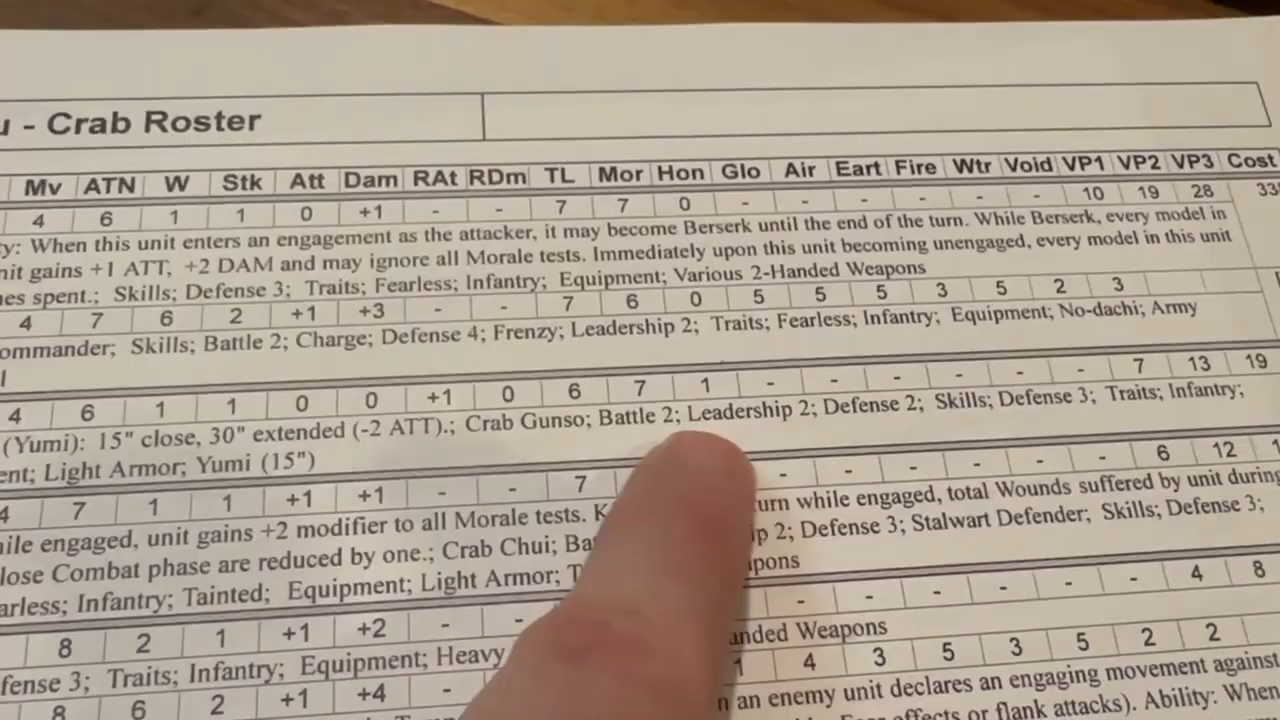 - Crab Roster
Mv ATN W Stk Att Dam RAt RDm TL Mor Hon Glo Air Eart Fire Wtr Void VP1 VP2 VP3 Cost
4 6 1 1 0 +1 - - 7 7 0 - - - - - - 10 19 28
When this unit enters an engagement as the attacker, it may become Berserk until the end of the turn. While Berserk, every model in
gains +1 ATT, +2 DAM and may ignore all Morale tests. Immediately upon this unit becoming unengaged, every model in this unit
spent.; Skills; Defense 3; Traits; Fearless; Infantry; Equipment; Various 2-Handed Weapons
4 7 6 2 +1 +3 - - 7 6 0 5 5 5 3 5 2 3
ommander; Skills; Battle 2; Charge; Defense 4; Frenzy; Leadership 2; Traits; Fearless; Infantry; Equipment; No-dachi; Army
4 6 1 1 0 0 +1 0 6 7 1 - - - - - - 7 13 19
(Yumi): 15" close, 30" extended (-2 ATT).; Crab Gunso; Battle 2; Leadership 2; Defense 2; Skills; Defense 3; Traits; Infantry;
ent; Light Armor; Yumi (15")
4 7 1 1 +1 +1 - - 7 - - - - - - 6 12
while engaged, unit gains +2 modifier to all Morale tests. K urn while engaged, total Wounds suffered by unit during
lose Combat phase are reduced by one.; Crab Chui; Ba ip 2; Defense 3; Stalwart Defender; Skills; Defense 3;
arless; Infantry; Tainted; Equipment; Light Armor; T apons
8 2 1 +1 +2 - - - - - - - - 4 8
fense 3; Traits; Infantry; Equipment; Heavy anded Weapons
8 6 2 +1 +4 - 1 4 3 5 3 5 2 2
n an enemy unit declares an engaging movement against
effects or flank attacks). Ability: When